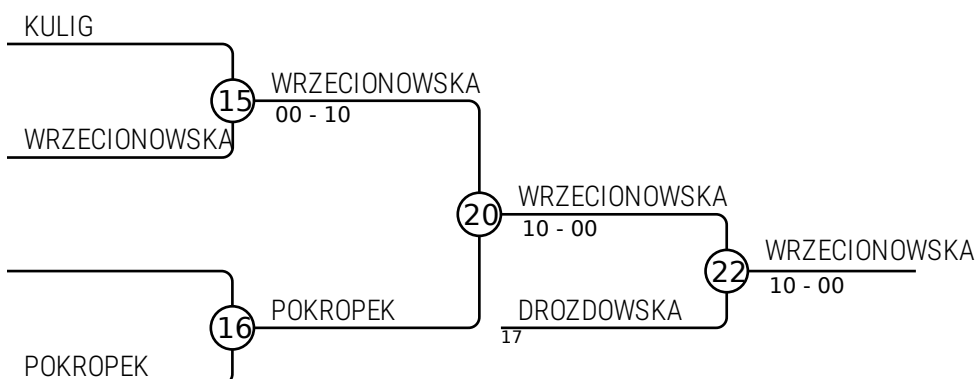 KULIG
WRZECIONOWSKA
15
00 - 10
WRZECIONOWSKA
WRZECIONOWSKA
20
10 - 00
WRZECIONOWSKA
22
10 - 00
POKROPEK
16
DROZDOWSKA
17
POKROPEK